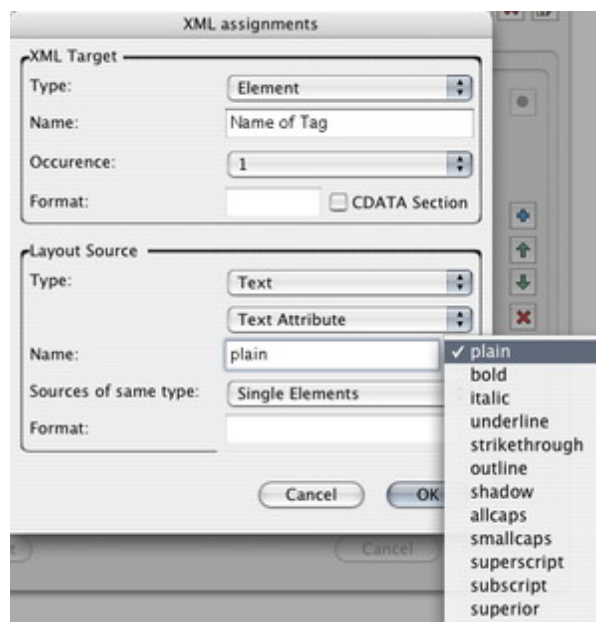 XML assignments
XML Target
Type: Element
Name: Name of Tag
Occurence: 1
Format: CDATA Section
Layout Source
Type: Text
Text Attribute
Name: plain
Sources of same type: Single Elements
Format:
Cancel OK
Cancel
✓ plain
bold
italic
underline
strikethrough
outline
shadow
allcaps
smallcaps
superscript
subscript
superior